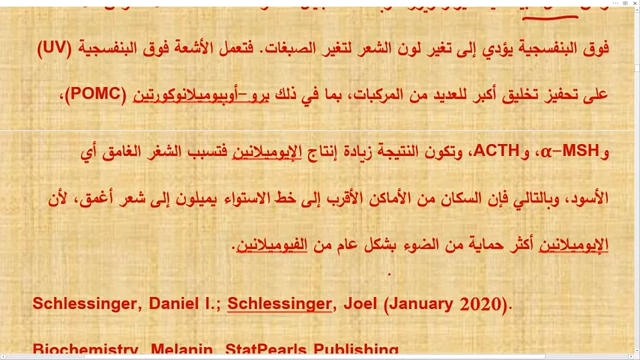 فوق البنفسجية يؤدي إلى تغير لون الشعر لتغير الصبغات. فتعمل الأشعة فوق البنفسجية (UV)
على تحفيز تخليق أكبر للعديد من المركبات، بما في ذلك برو-أوبيوميلانوكورتين (POMC)،
وα-MSH، وACTH، وتكون النتيجة زيادة إنتاج الإيوميلانين فتسبب الشغر الغامق أي
الأسود، وبالتالي فإن السكان من الأماكن الأقرب إلى خط الاستواء يميلون إلى شعر أغمق، لأن
الإيوميلانين أكثر حماية من الضوء بشكل عام من الفيوميلانين.
Schlessinger, Daniel I.; Schlessinger, Joel (January 2020).
Biochemistry, Melanin. StatPearls Publishing